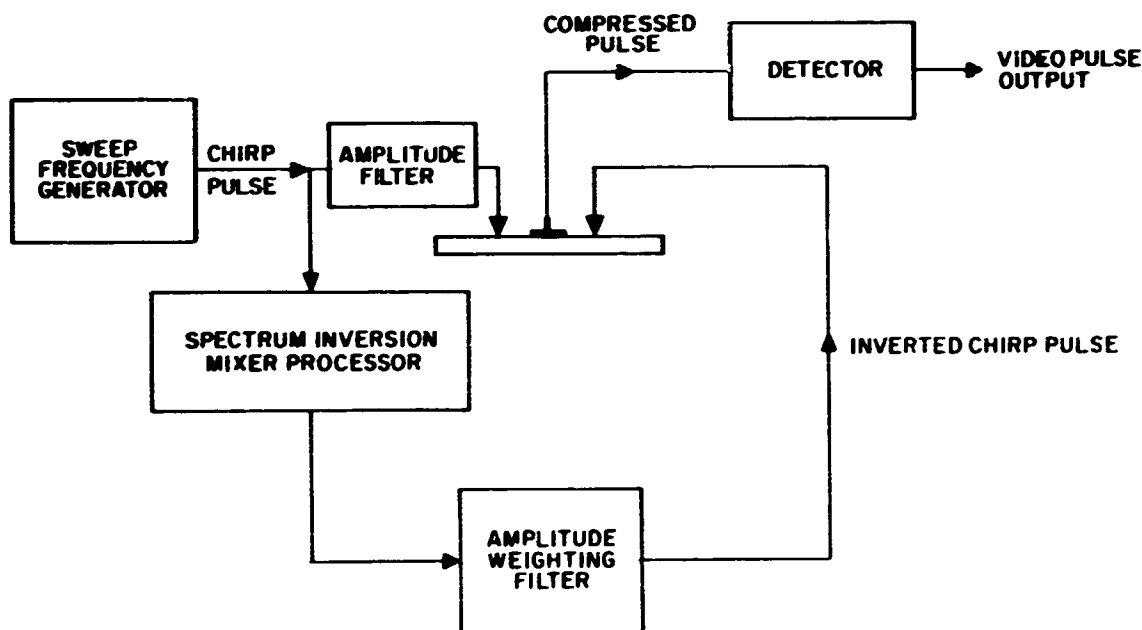 COMPRESSED
PULSE
DETECTOR
VIDEO PULSE
OUTPUT
SWEEP
FREQUENCY
GENERATOR
CHIRP
PULSE
AMPLITUDE
FILTER
SPECTRUM INVERSION
MIXER PROCESSOR
INVERTED CHIRP PULSE
AMPLITUDE
WEIGHTING
FILTER